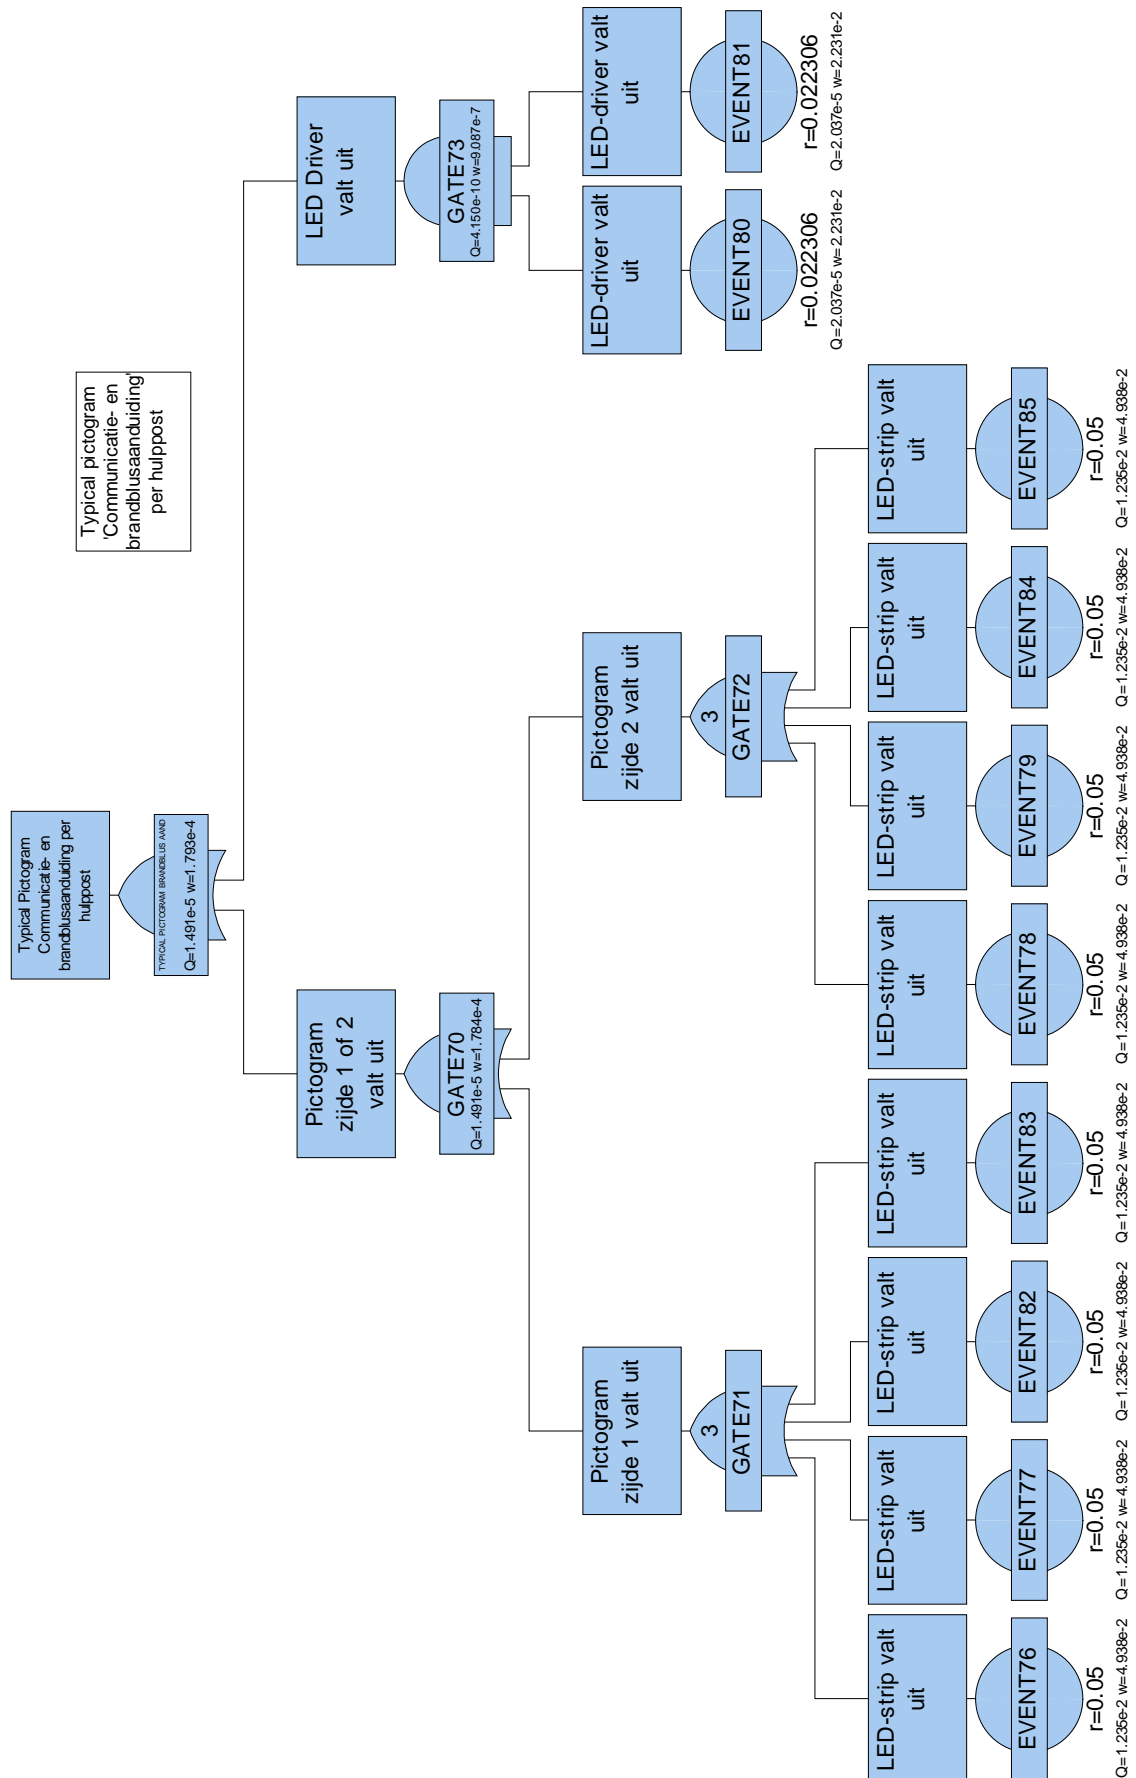 Typical Pictogram
Communicatie- en
brandblusaanduiding per
hulppost
TYPICAL PICTOGRAM BRANDBLUS AAND
Q=1.491e-5 w=1.793e-4
Typical pictogram
'Communicatie- en
brandblusaanduiding'
per hulppost
Pictogram
zijde 1 of 2
valt uit
GATE70
Q=1.491e-5 w=1.784e-4
LED Driver
valt uit
GATE73
Q=4.150e-10 w=9.087e-7
Pictogram
zijde 1 valt uit
3
GATE71
Pictogram
zijde 2 valt uit
3
GATE72
LED-driver valt
uit
EVENT80
r=0.022306
Q=2.037e-5 w=2.231e-2
LED-driver valt
uit
EVENT81
r=0.022306
Q=2.037e-5 w=2.231e-2
LED-strip valt
uit
EVENT76
r=0.05
Q=1.235e-2 w=4.938e-2
LED-strip valt
uit
EVENT77
r=0.05
Q=1.235e-2 w=4.938e-2
LED-strip valt
uit
EVENT82
r=0.05
Q=1.235e-2 w=4.938e-2
LED-strip valt
uit
EVENT83
r=0.05
Q=1.235e-2 w=4.938e-2
LED-strip valt
uit
EVENT78
r=0.05
Q=1.235e-2 w=4.938e-2
LED-strip valt
uit
EVENT79
r=0.05
Q=1.235e-2 w=4.938e-2
LED-strip valt
uit
EVENT84
r=0.05
Q=1.235e-2 w=4.938e-2
LED-strip valt
uit
EVENT85
r=0.05
Q=1.235e-2 w=4.938e-2